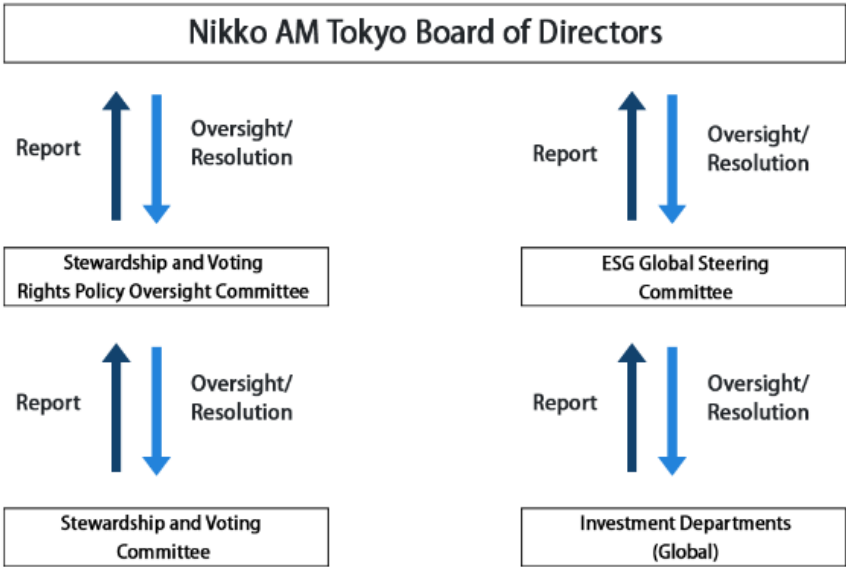 Nikko AM Tokyo Board of Directors
Report
Oversight/
Resolution
Report
Oversight/
Resolution
Stewardship and Voting
Rights Policy Oversight Committee
ESG Global Steering
Committee
Report
Oversight/
Resolution
Report
Oversight/
Resolution
Stewardship and Voting
Committee
Investment Departments
(Global)